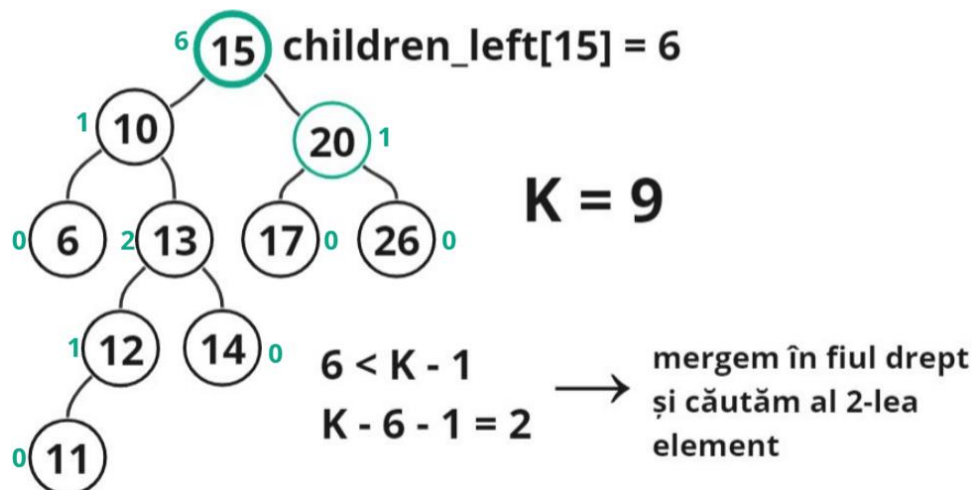 6 15 children_left[15] = 6
1 10 20 1
K = 9
0 6 2 13 17 0 26 0
1 12 14 0
6 < K - 1
K - 6 - 1 = 2
mergem în fiul drept
și căutăm al 2-lea
element
0 11